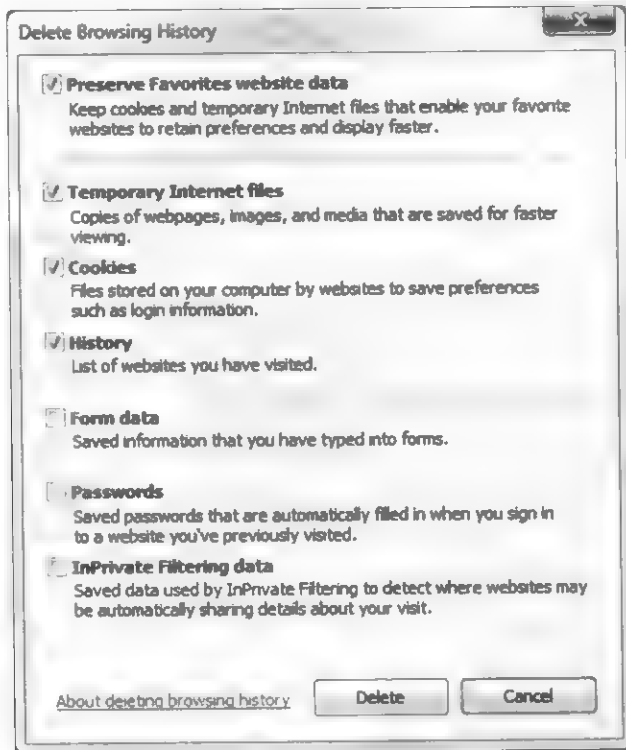 Delete Browsing History
x
Preserve Favorites website data
Keep cookies and temporary Internet files that enable your favorite
websites to retain preferences and display faster.
Temporary Internet files
Copies of webpages, images, and media that are saved for faster
viewing.
Cookies
Files stored on your computer by websites to save preferences
such as login information.
History
List of websites you have visited.
Form data
Saved information that you have typed into forms.
Passwords
Saved passwords that are automatically filled in when you sign in
to a website you've previously visited.
InPrivate Filtering data
Saved data used by InPrivate Filtering to detect where websites may
be automatically sharing details about your visit.
About deleting browsing history
Delete
Cancel